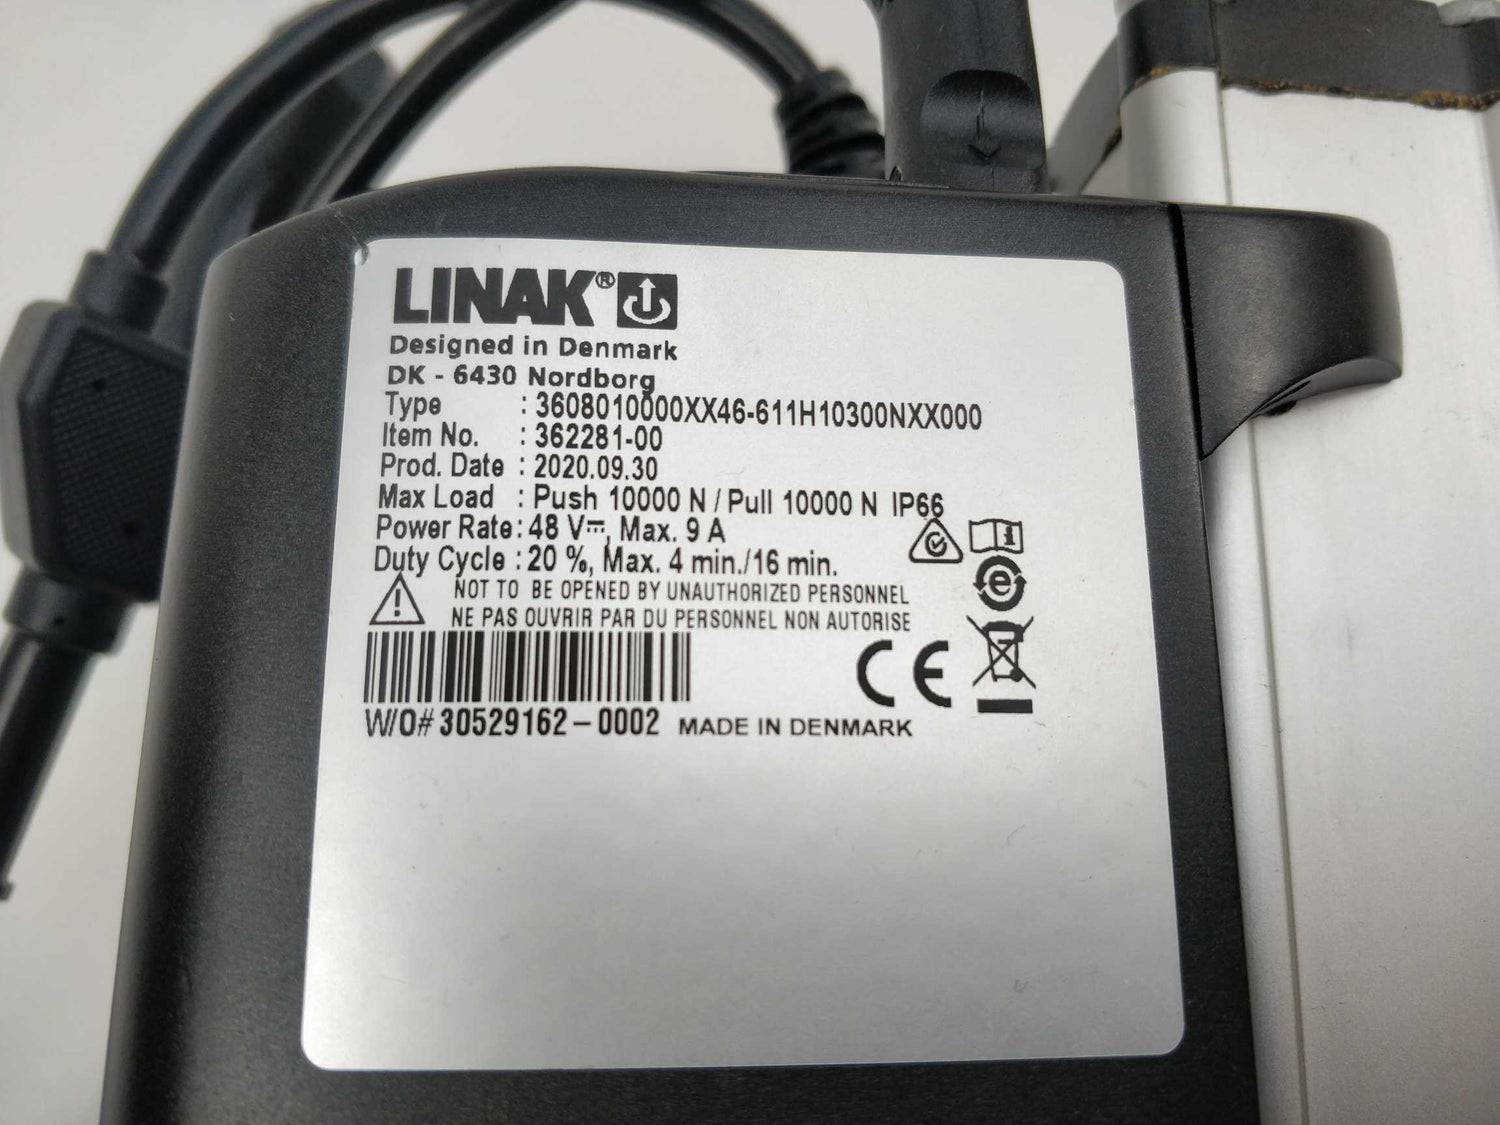 LINAK®
Designed in Denmark
DK - 6430 Nordborg
Type : 3608010000XX46-611H10300NXX000
Item No. : 362281-00
Prod. Date : 2020.09.30
Max Load : Push 10000 N / Pull 10000 N IP66
Power Rate: 48 V⎓, Max. 9 A
Duty Cycle : 20 %, Max. 4 min./16 min.
NOT TO BE OPENED BY UNAUTHORIZED PERSONNEL
NE PAS OUVRIR PAR DU PERSONNEL NON AUTORISE
CE
W/O# 30529162-0002 MADE IN DENMARK